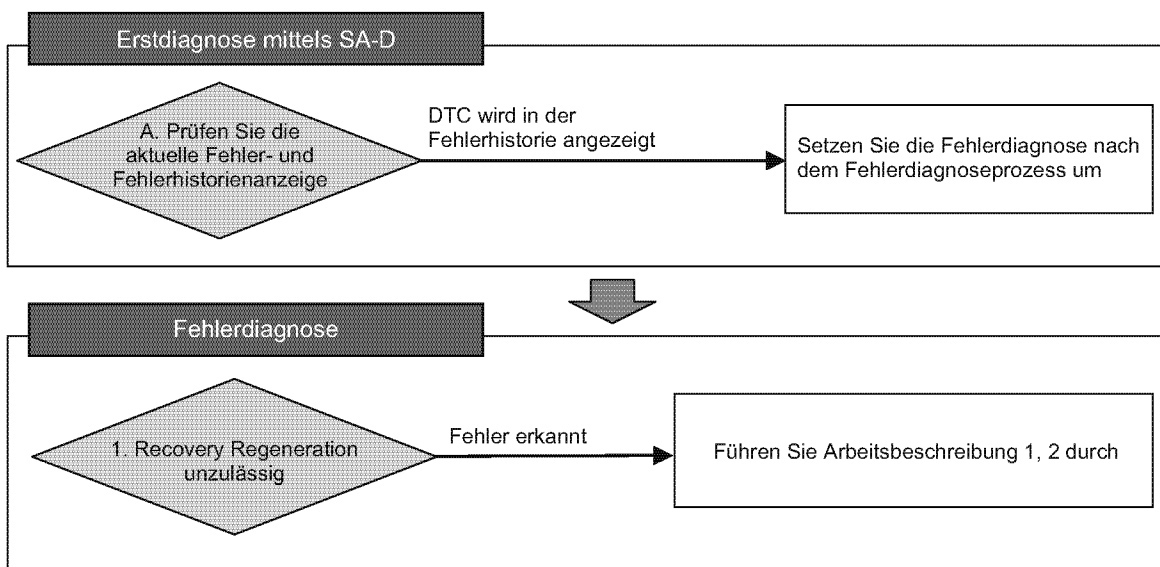 Erstdiagnose mittels SA-D
A. Prüfen Sie die
aktuelle Fehler- und
Fehlerhistorienanzeige
DTC wird in der
Fehlerhistorie angezeigt
Setzen Sie die Fehlerdiagnose nach
dem Fehlerdiagnoseprozess um
Fehlerdiagnose
1. Recovery Regeneration
unzulässig
Fehler erkannt
Führen Sie Arbeitsbeschreibung 1, 2 durch